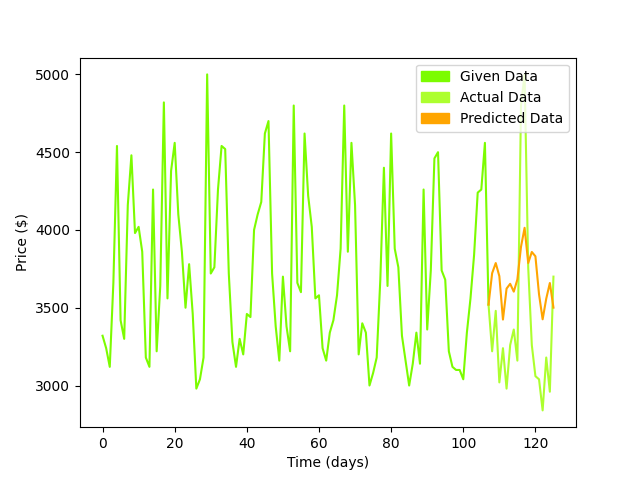 Given Data
Actual Data
Predicted Data
5000
4500
4000
3500
3000
Price ($)
0 20 40 60 80 100 120
Time (days)